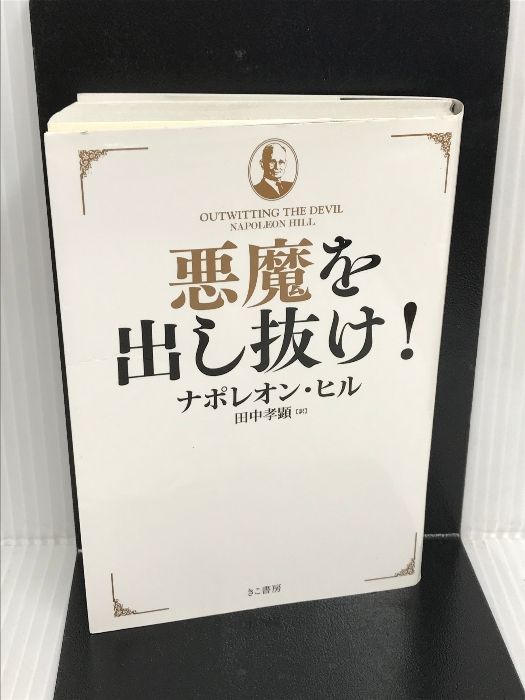 OUTWITTING THE DEVIL
NAPOLEON HILL
悪魔を
出し抜け!
ナポレオン・ヒル
田中孝顕[訳]
きこ書房